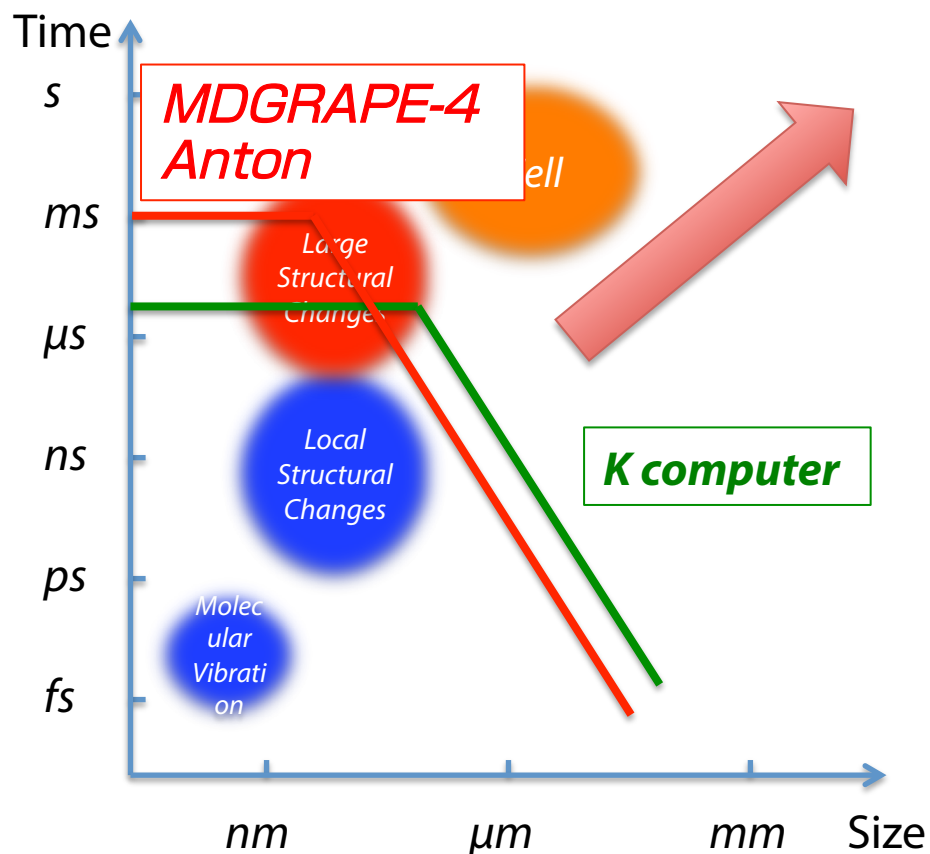 Time
s
MDGRAPE-4
Anton
ell
ms
Large
Structural
Changes
μs
ns
Local
Structural
Changes
K computer
ps
Molec
ular
Vibrati
on
fs
nm
μm
mm
Size